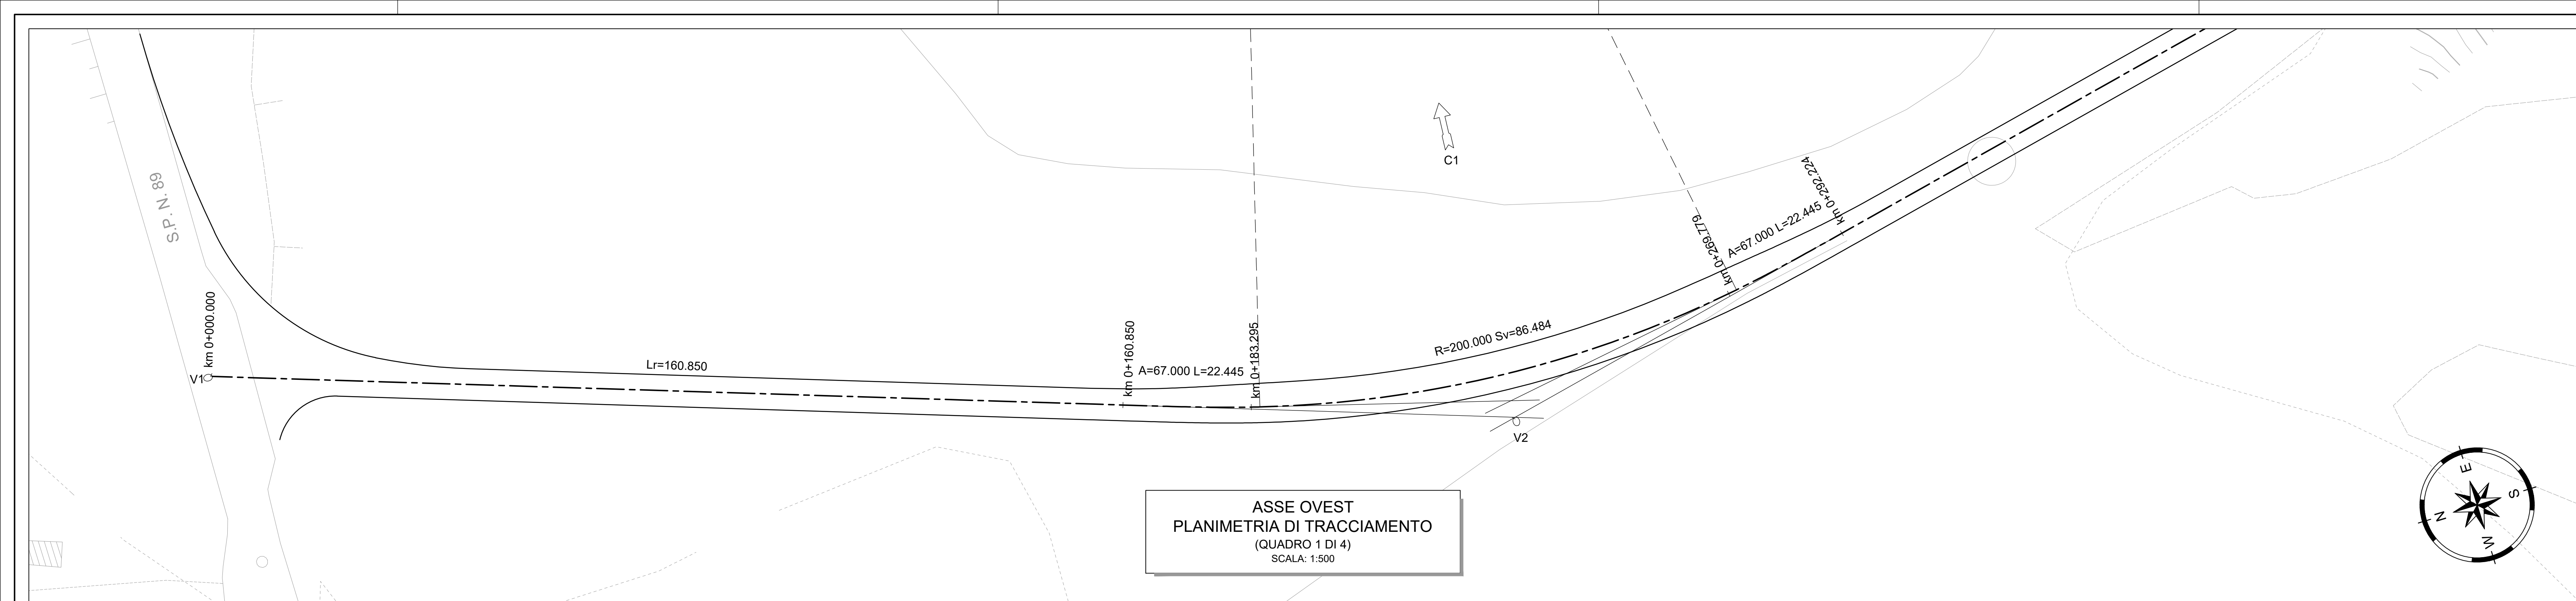 S.P. N. 89
km 0+000.000
V1
Lr=160.850
km 0+160.850
A=67.000 L=22.445
km 0+183.295
R=200.000 Sv=86.484
C1
km 0+269.779
A=67.000 L=22.445
km 0+292.224
V2
ASSE OVEST
PLANIMETRIA DI TRACCIAMENTO
(QUADRO 1 DI 4)
SCALA: 1:500
E
S
N
W